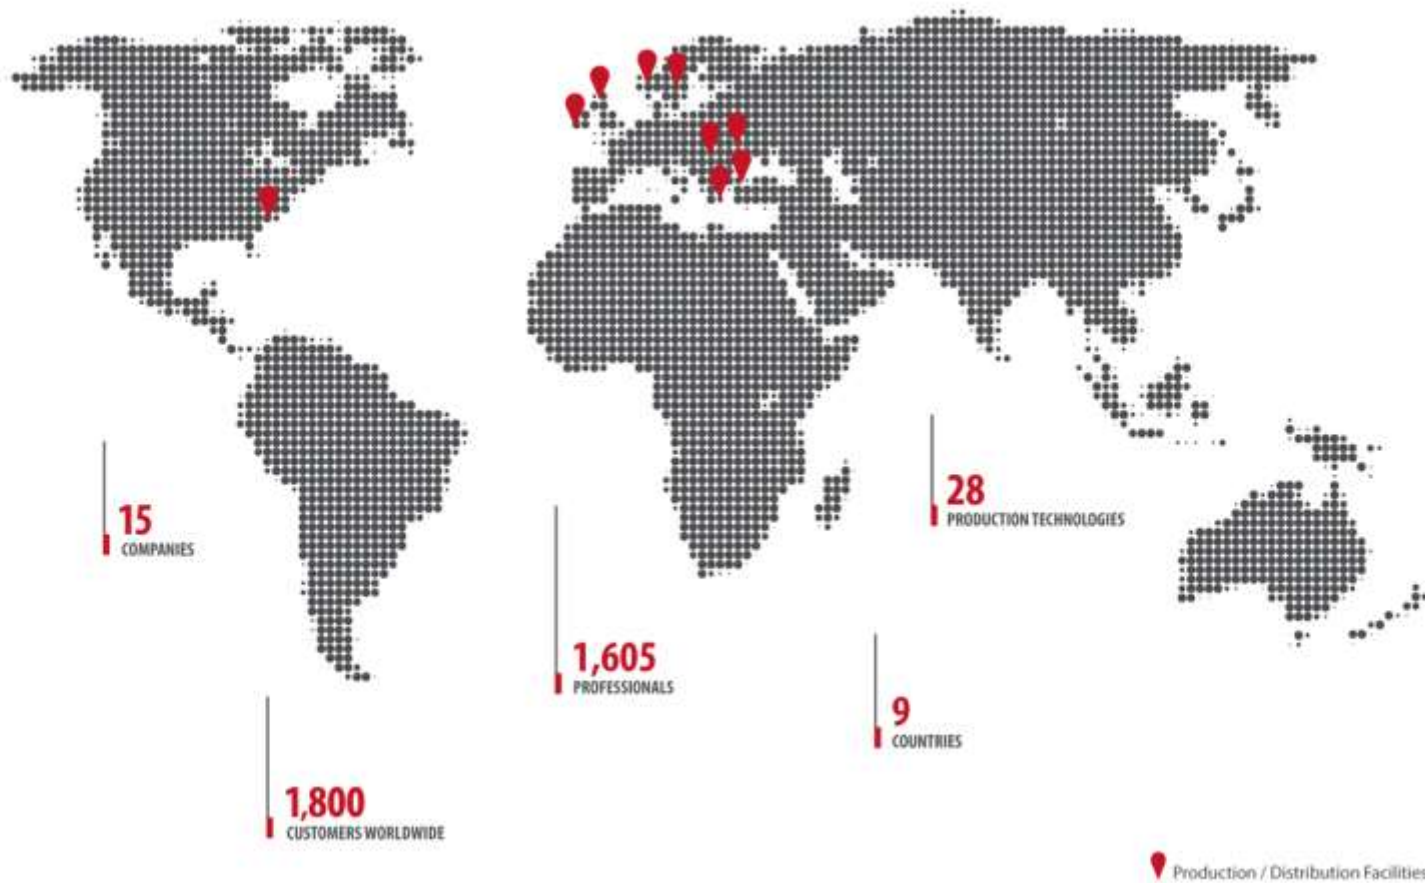 28
PRODUCTION TECHNOLOGIES
15
COMPANIES
1,605
PROFESSIONALS
9
COUNTRIES
1,800
CUSTOMERS WORLDWIDE
Production / Distribution Facilities